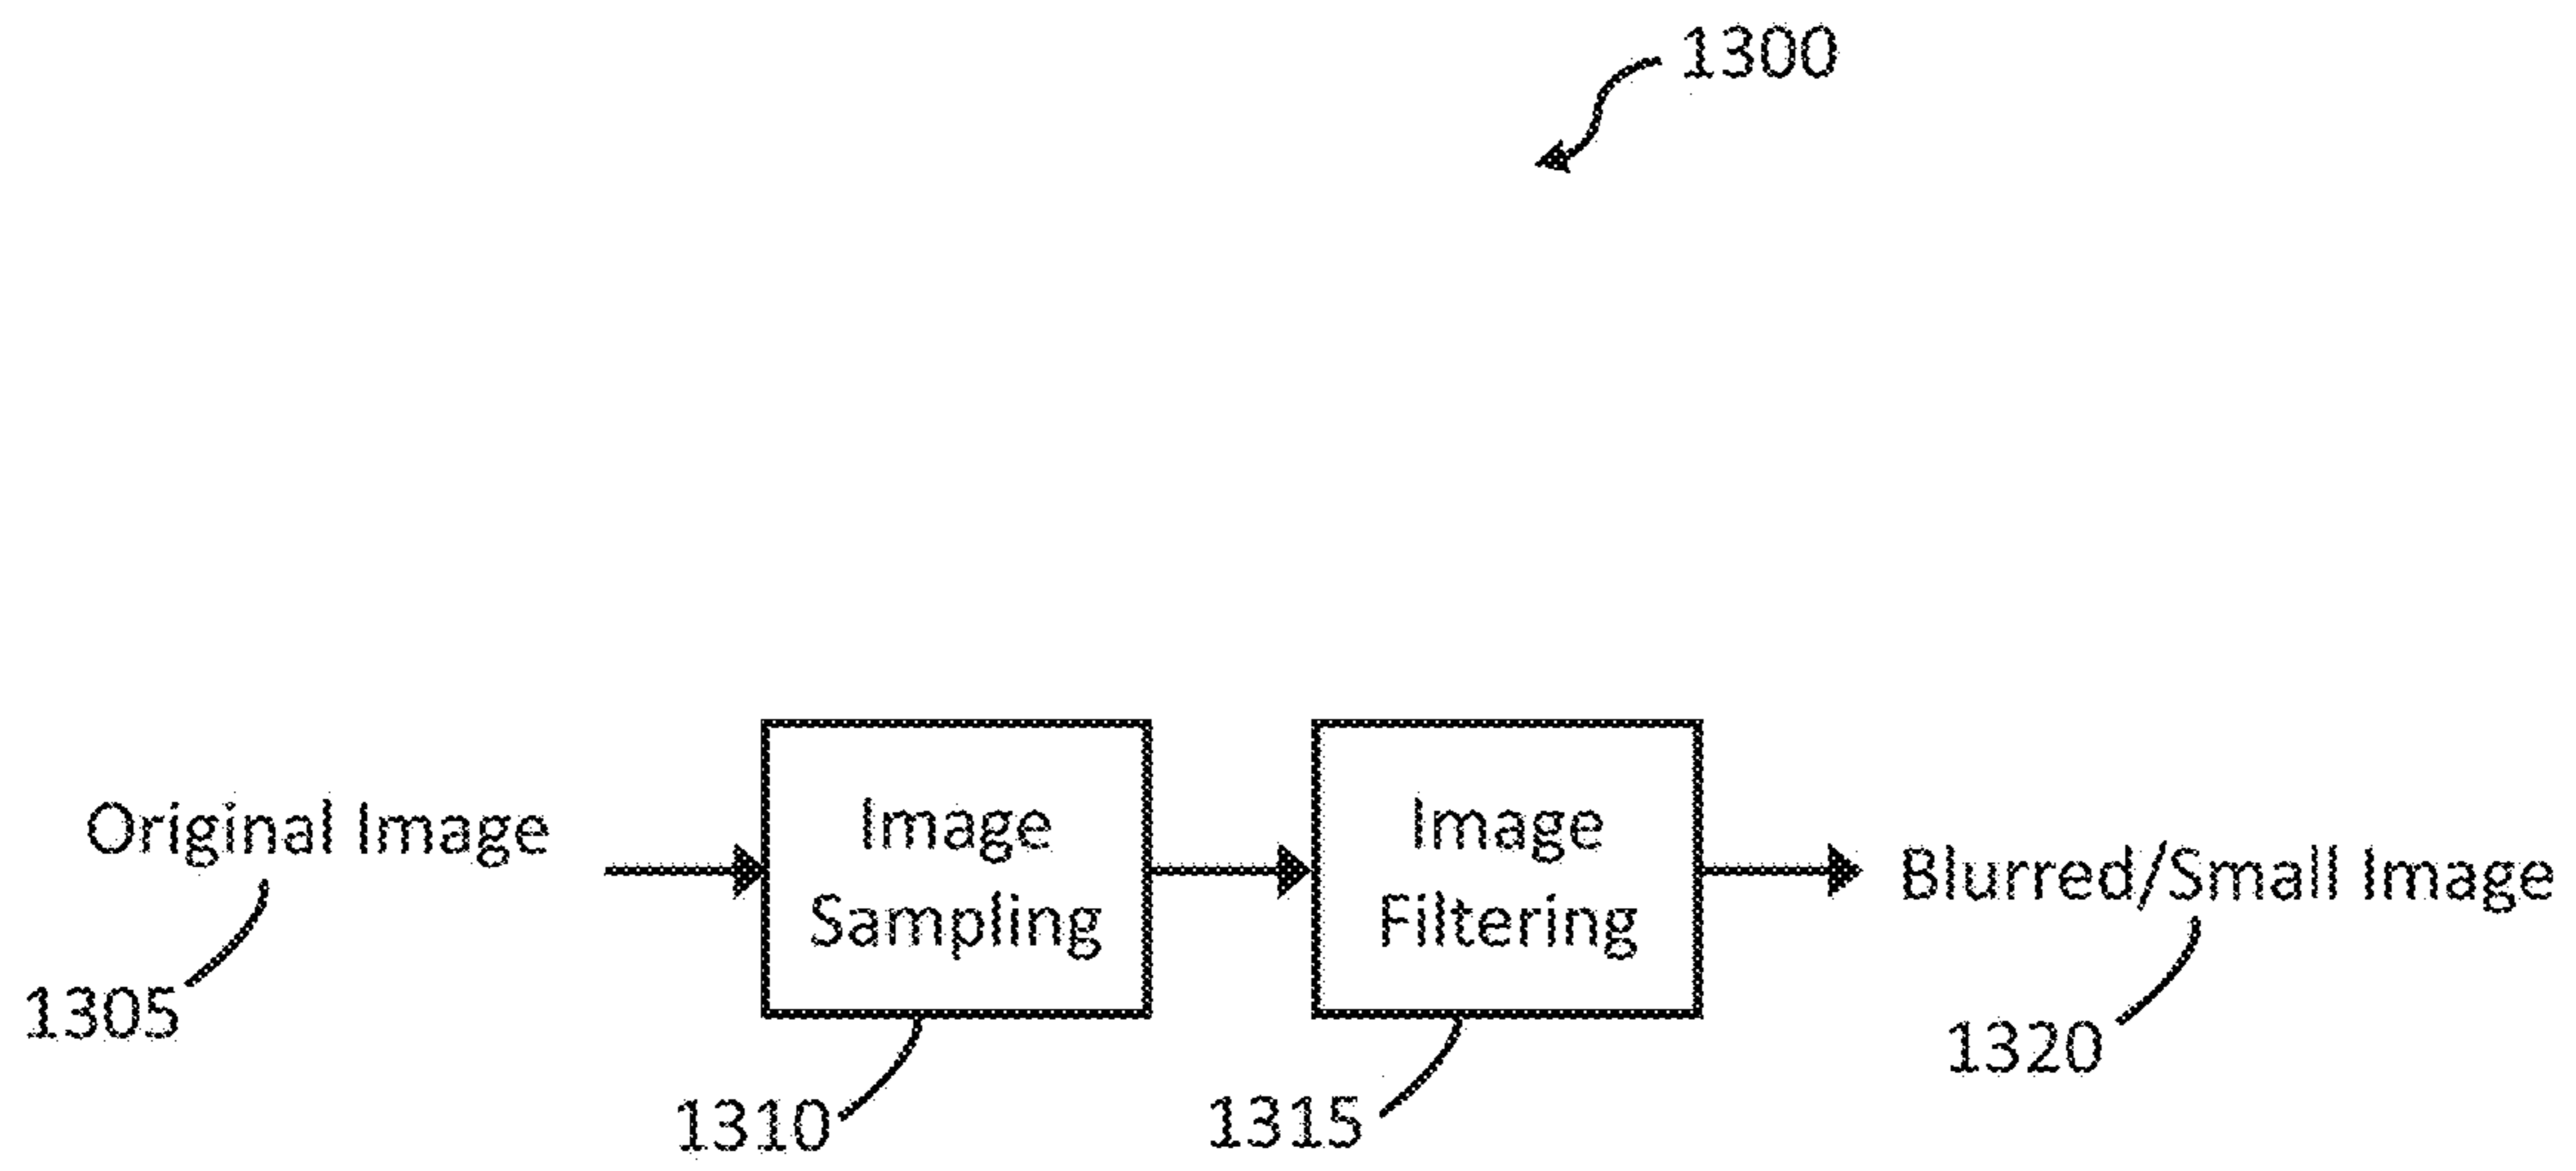 1300
Original Image
Image
Sampling
Image
Filtering
Blurred/Small Image
1305
1310
1315
1320